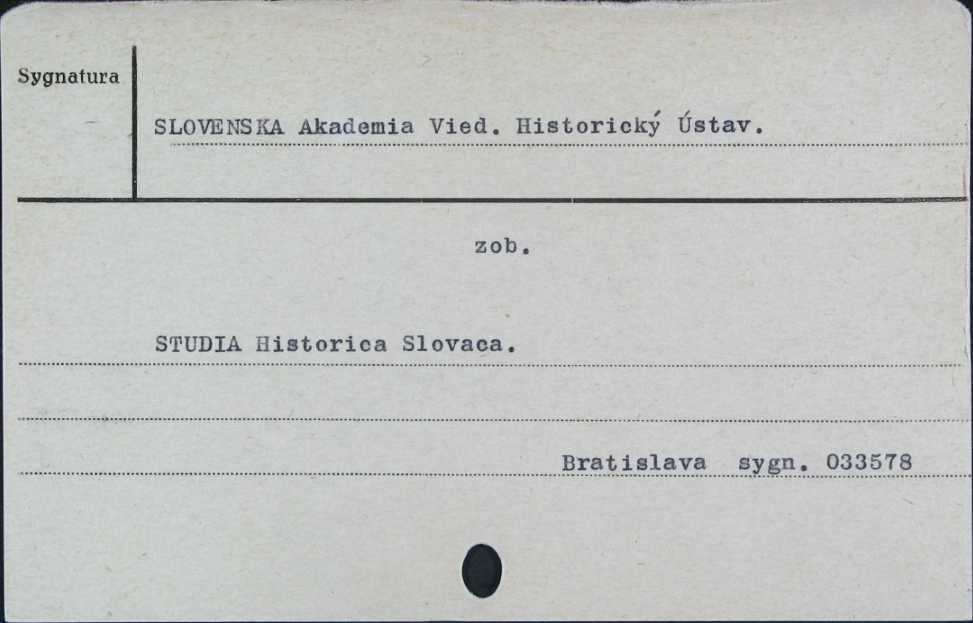 Sygnatura
SLOVENSKA Akademia Vied. Historický Ústav.
zob.
STUDIA Historica Slovaca.
Bratislava sygn. 033578